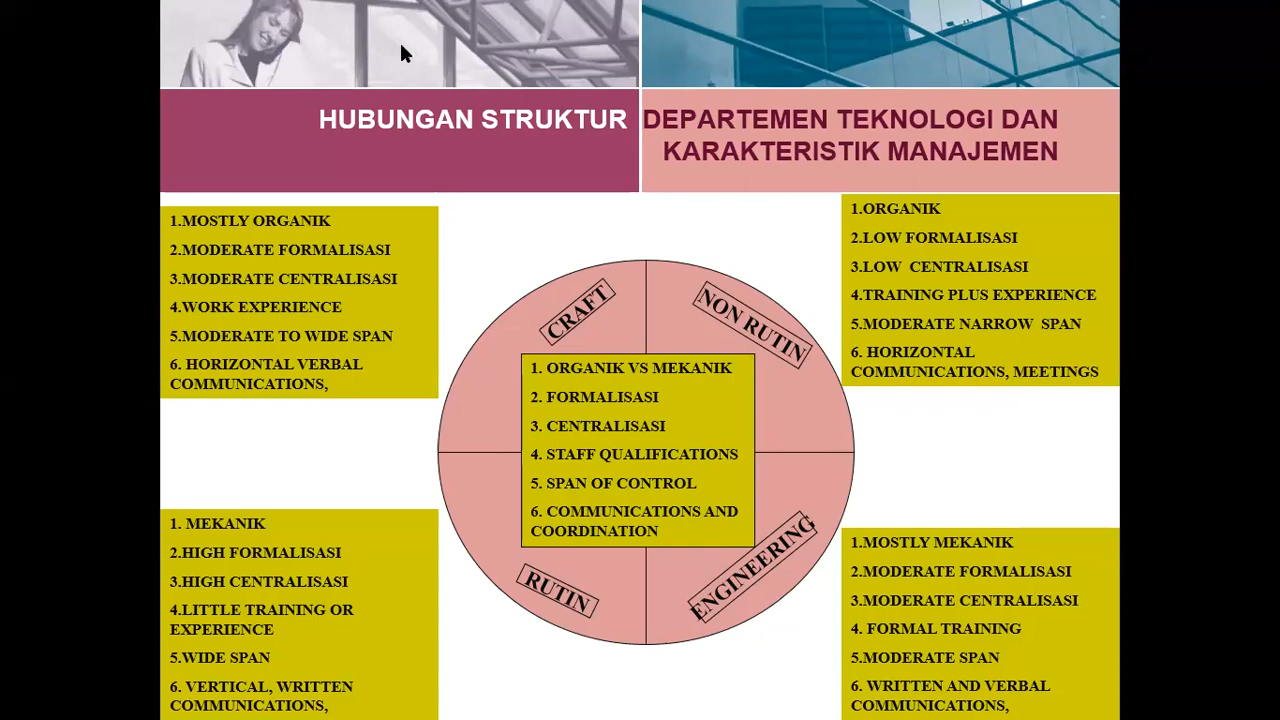 HUBUNGAN STRUKTUR DEPARTEMEN TEKNOLOGI DAN
KARAKTERISTIK MANAJEMEN
1.MOSTLY ORGANIK
2.MODERATE FORMALISASI
3.MODERATE CENTRALISASI
4.WORK EXPERIENCE
5.MODERATE TO WIDE SPAN
6. HORIZONTAL VERBAL
COMMUNICATIONS,
1.ORGANIK
2.LOW FORMALISASI
3.LOW CENTRALISASI
4.TRAINING PLUS EXPERIENCE
5.MODERATE NARROW SPAN
6. HORIZONTAL
COMMUNICATIONS, MEETINGS
CRAFT
NON RUTIN
1. ORGANIK VS MEKANIK
2. FORMALISASI
3. CENTRALISASI
4. STAFF QUALIFICATIONS
5. SPAN OF CONTROL
6. COMMUNICATIONS AND
COORDINATION
RUTIN
ENGINEERING
1. MEKANIK
2.HIGH FORMALISASI
3.HIGH CENTRALISASI
4.LITTLE TRAINING OR
EXPERIENCE
5.WIDE SPAN
6. VERTICAL, WRITTEN
COMMUNICATIONS,
1.MOSTLY MEKANIK
2.MODERATE FORMALISASI
3.MODERATE CENTRALISASI
4. FORMAL TRAINING
5.MODERATE SPAN
6. WRITTEN AND VERBAL
COMMUNICATIONS,